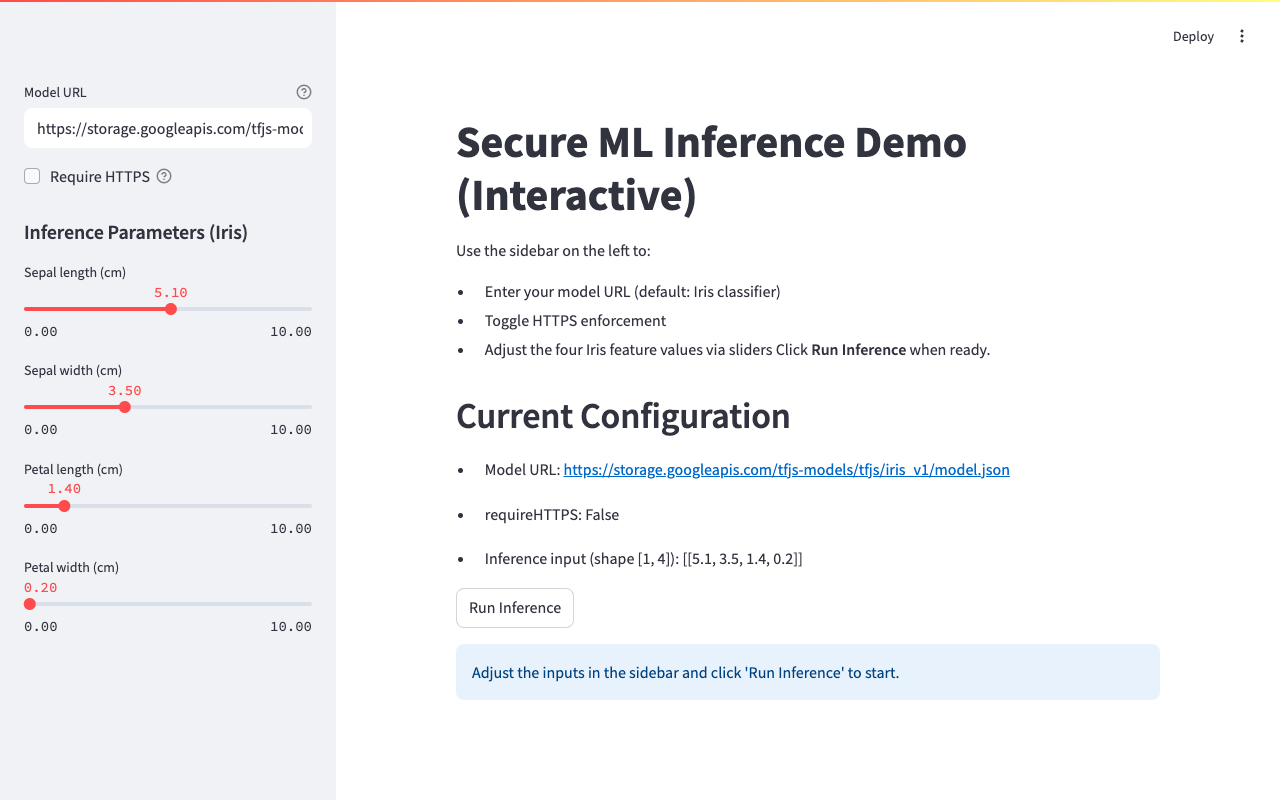 Deploy
Model URL
https://storage.googleapis.com/tfjs-moc
Require HTTPS
Inference Parameters (Iris)
Sepal length (cm)
5.10
0.00 10.00
Sepal width (cm)
3.50
0.00 10.00
Petal length (cm)
1.40
0.00 10.00
Petal width (cm)
0.20
0.00 10.00
Secure ML Inference Demo
(Interactive)
Use the sidebar on the left to:
• Enter your model URL (default: Iris classifier)
• Toggle HTTPS enforcement
• Adjust the four Iris feature values via sliders Click Run Inference when ready.
Current Configuration
• Model URL: https://storage.googleapis.com/tfjs-models/tfjs/iris_v1/model.json
• requireHTTPS: False
• Inference input (shape [1, 4]): [[5.1, 3.5, 1.4, 0.2]]
Run Inference
Adjust the inputs in the sidebar and click 'Run Inference' to start.